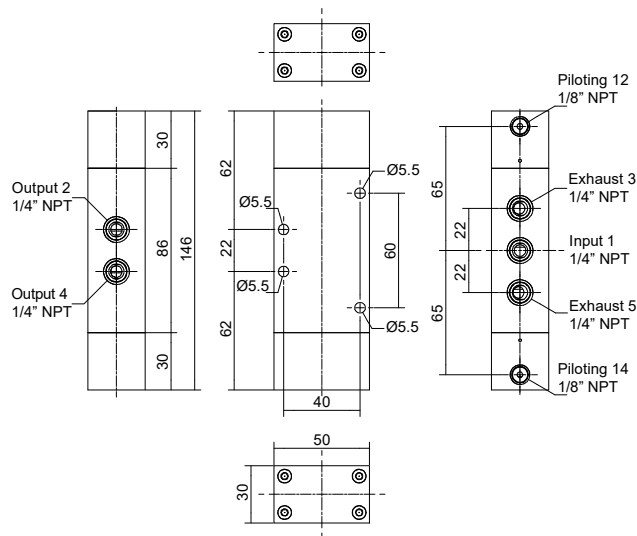 Output 2
1/4” NPT
Output 4
1/4” NPT
30
86
146
30
62
22
62
Ø5.5
Ø5.5
Ø5.5
Ø5.5
60
40
50
30
65
65
22
22
Piloting 12
1/8” NPT
Exhaust 3
1/4” NPT
Input 1
1/4” NPT
Exhaust 5
1/4” NPT
Piloting 14
1/8” NPT